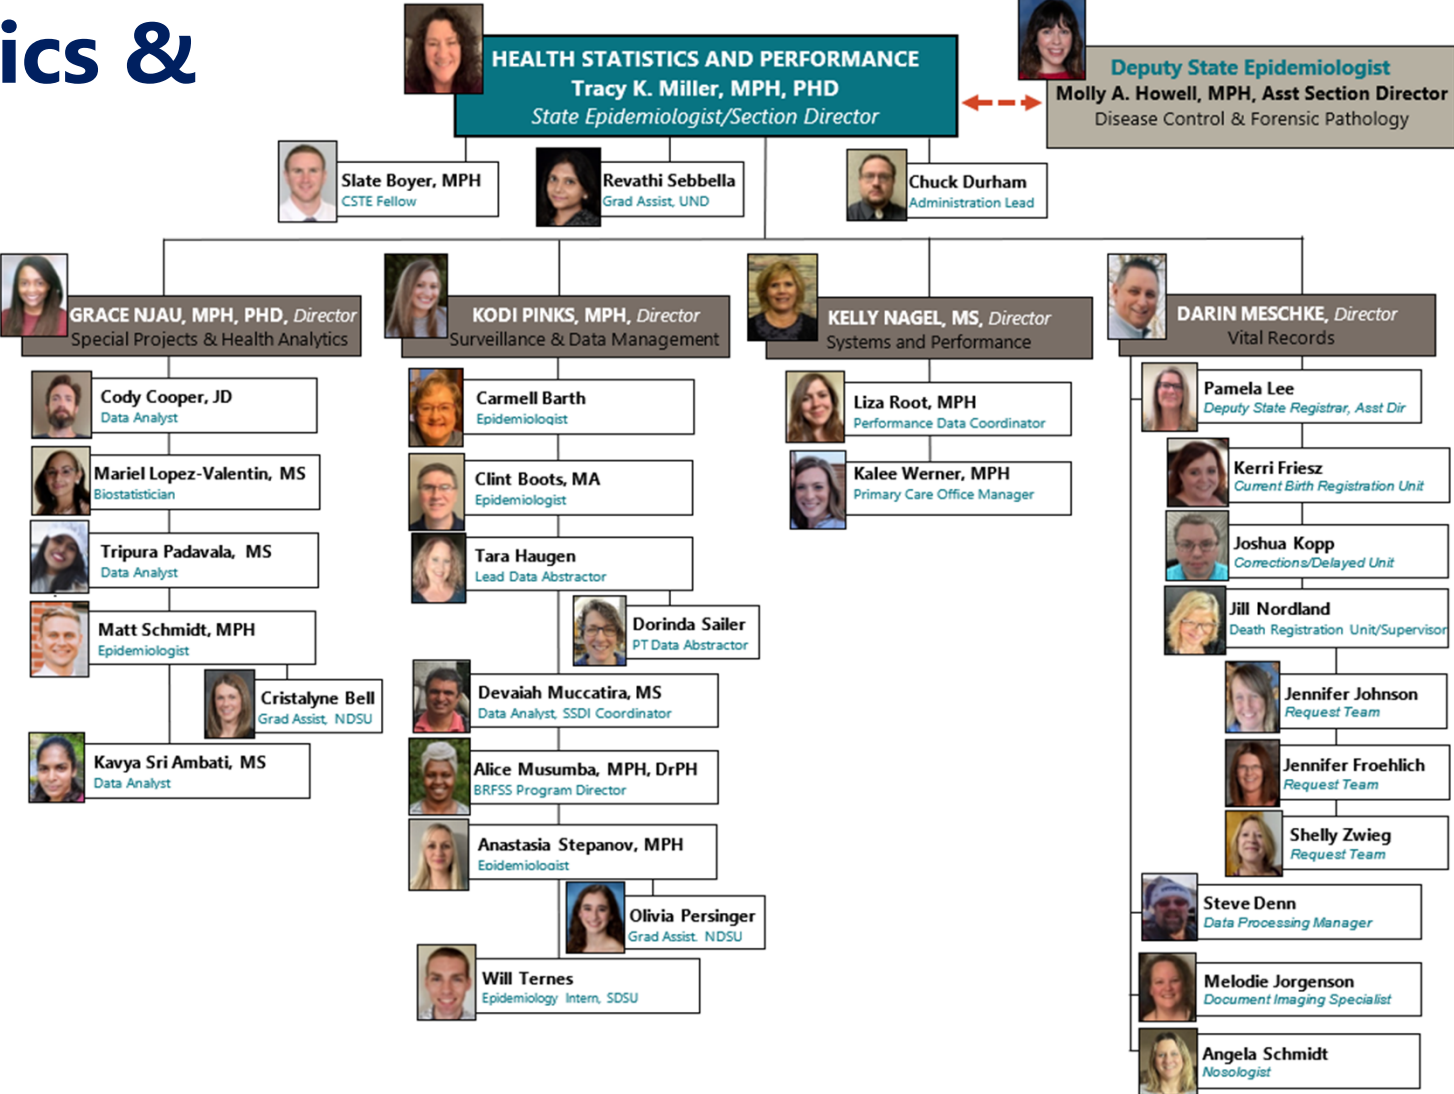 ics &
HEALTH STATISTICS AND PERFORMANCE
Tracy K. Miller, MPH, PHD
State Epidemiologist/Section Director
Deputy State Epidemiologist
Molly A. Howell, MPH, Asst Section Director
Disease Control & Forensic Pathology
Slate Boyer, MPH
CSTE Fellow
Revathi Sebbella
Grad Assist, UND
Chuck Durham
Administration Lead
GRACE NJAU, MPH, PHD, Director
Special Projects & Health Analytics
Cody Cooper, JD
Data Analyst
Mariel Lopez-Valentin, MS
Biostatistician
Tripura Padavala, MS
Data Analyst
Matt Schmidt, MPH
Epidemiologist
Cristalyne Bell
Grad Assist, NDSU
Kavya Sri Ambati, MS
Data Analyst
KODI PINKS, MPH, Director
Surveillance & Data Management
Carmell Barth
Epidemiologist
Clint Boots, MA
Epidemiologist
Tara Haugen
Lead Data Abstractor
Dorinda Sailer
PT Data Abstractor
Devaiah Muccatira, MS
Data Analyst, SSDI Coordinator
Alice Musumba, MPH, DrPH
BRFSS Program Director
Anastasia Stepanov, MPH
Epidemiologist
Olivia Persinger
Grad Assist. NDSU
Will Ternes
Epidemiology Intern, SDSU
KELLY NAGEL, MS, Director
Systems and Performance
Liza Root, MPH
Performance Data Coordinator
Kalee Werner, MPH
Primary Care Office Manager
DARIN MESCHKE, Director
Vital Records
Pamela Lee
Deputy State Registrar, Asst Dir
Kerri Friesz
Current Birth Registration Unit
Joshua Kopp
Corrections/Delayed Unit
Jill Nordland
Death Registration Unit/Supervisor
Jennifer Johnson
Request Team
Jennifer Froehlich
Request Team
Shelly Zwieg
Request Team
Steve Denn
Data Processing Manager
Melodie Jorgenson
Document Imaging Specialist
Angela Schmidt
Nosologist